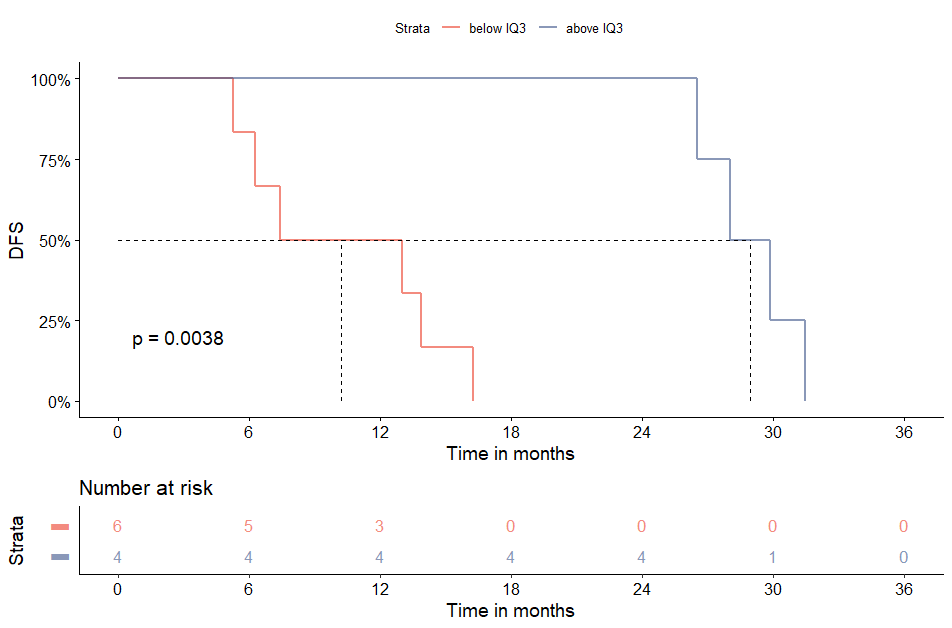 Strata below IQ3 above IQ3
100%
75%
50%
25%
0%
DFS
p = 0.0038
0 6 12 18 24 30 36
Time in months
Number at risk
Strata
6 5 3 0 0 0 0
4 4 4 4 4 1 0
0 6 12 18 24 30 36
Time in months